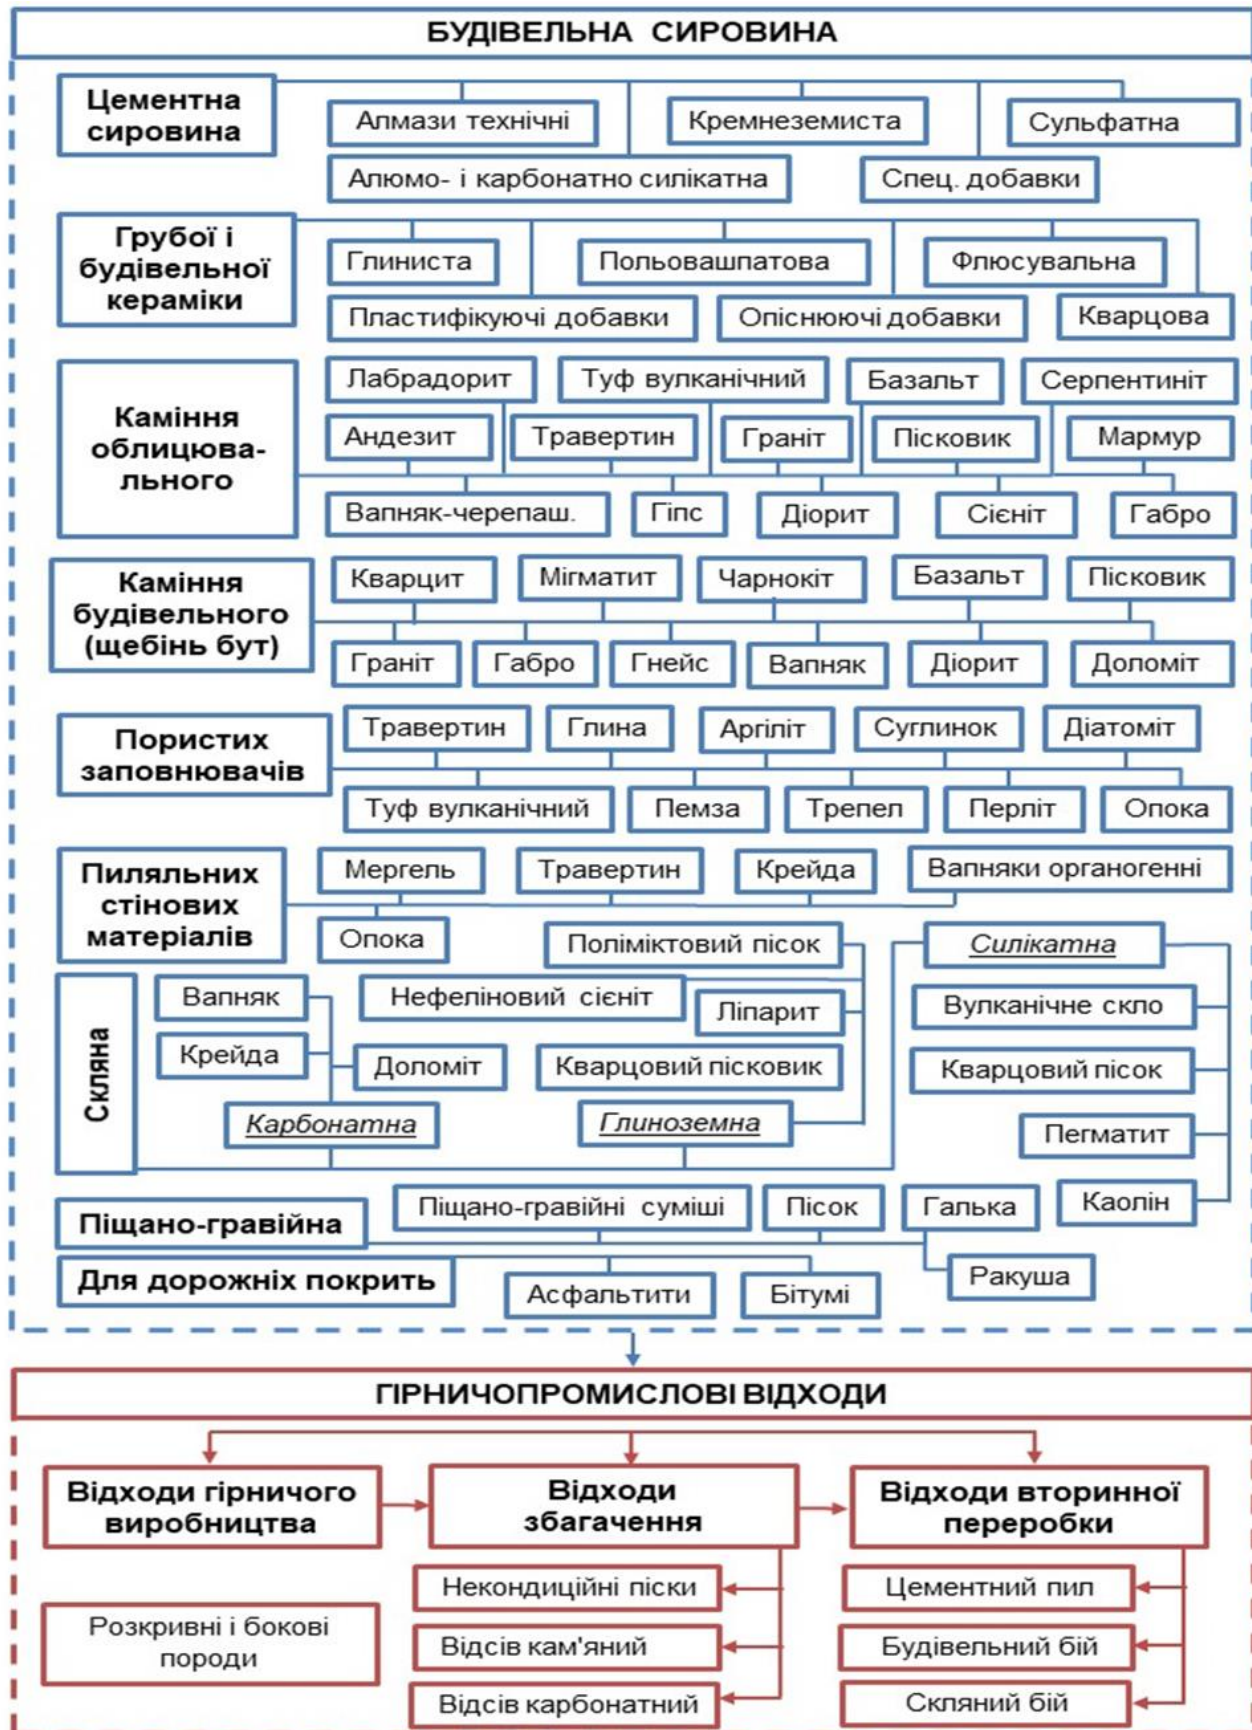 БУДІВЕЛЬНА СИРОВИНА
Цементна
сировина
Алмази технічні
Кремнеземиста
Сульфатна
Алюмо- і карбонатно силікатна
Спец. добавки
Грубої і
будівельної
кераміки
Глиниста
Польовашпатова
Флюсувальна
Пластифікуючі добавки
Опіснюючі добавки
Кварцова
Каміння
облицюва-
льного
Лабрадорит
Туф вулканічний
Базальт
Серпентиніт
Андезит
Травертин
Граніт
Пісковик
Мармур
Вапняк-черепаш.
Гіпс
Діорит
Сієніт
Габро
Каміння
будівельного
(щебінь бут)
Кварцит
Мігматит
Чарнокіт
Базальт
Пісковик
Граніт
Габро
Гнейс
Вапняк
Діорит
Доломіт
Пористих
заповнювачів
Травертин
Глина
Аргіліт
Суглинок
Діатоміт
Туф вулканічний
Пемза
Трепел
Перліт
Опока
Пиляльних
стінових
матеріалів
Мергель
Травертин
Крейда
Вапняки органогенні
Опока
Поліміктовий пісок
Силікатна
Скляна
Вапняк
Нефеліновий сієніт
Ліпарит
Вулканічне скло
Крейда
Доломіт
Кварцовий пісковик
Кварцовий пісок
Карбонатна
Глиноземна
Пегматит
Каолін
Піщано-гравійна
Піщано-гравійні суміші
Пісок
Галька
Ракуша
Для дорожніх покрить
Асфальтити
Бітумі
ГІРНИЧОПРОМИСЛОВІ ВІДХОДИ
Відходи гірничого
виробництва
Відходи
збагачення
Відходи вторинної
переробки
Розкривні і бокові
породи
Некондиційні піски
Відсів кам'яний
Відсів карбонатний
Цементний пил
Будівельний бій
Скляний бій